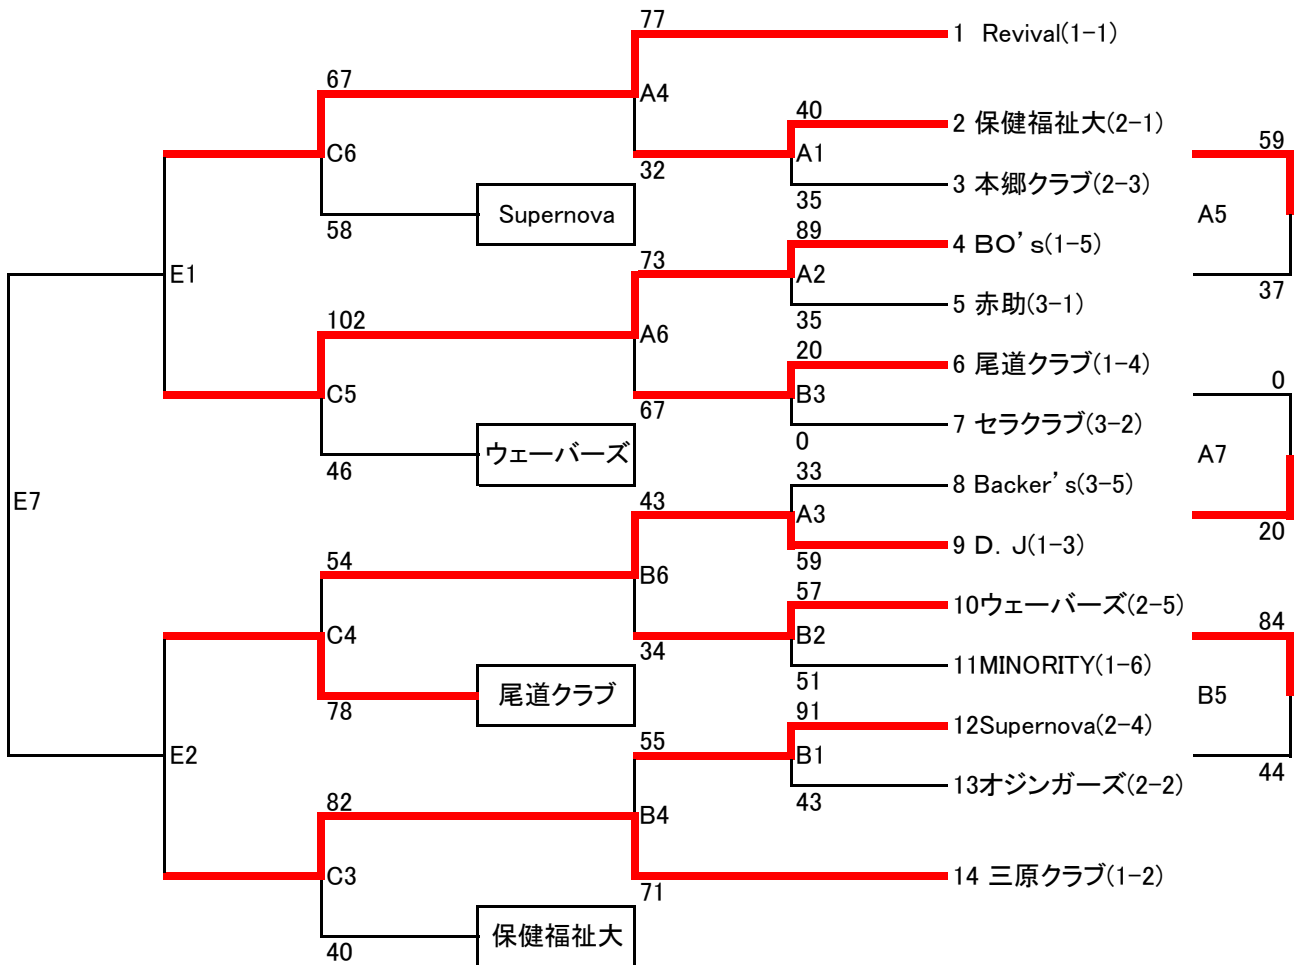 77
1 Revival(1-1)
67
A4
40
2 保健福祉大(2-1)
59
C6
A1
32
3 本郷クラブ(2-3)
Supernova
35
A5
58
89
4 BO's(1-5)
73
E1
A2
37
5 赤助(3-1)
102
35
A6
20
6 尾道クラブ(1-4)
0
C5
B3
67
7 セラクラブ(3-2)
ウェーバーズ
0
A7
46
33
8 Backer's(3-5)
E7
43
A3
20
9 D.J(1-3)
54
59
B6
57
10ウェーバーズ(2-5)
84
C4
B2
34
11MINORITY(1-6)
尾道クラブ
51
B5
78
91
12Supernova(2-4)
55
E2
B1
44
13オジンガーズ(2-2)
82
43
B4
C3
14 三原クラブ(1-2)
71
保健福祉大
40